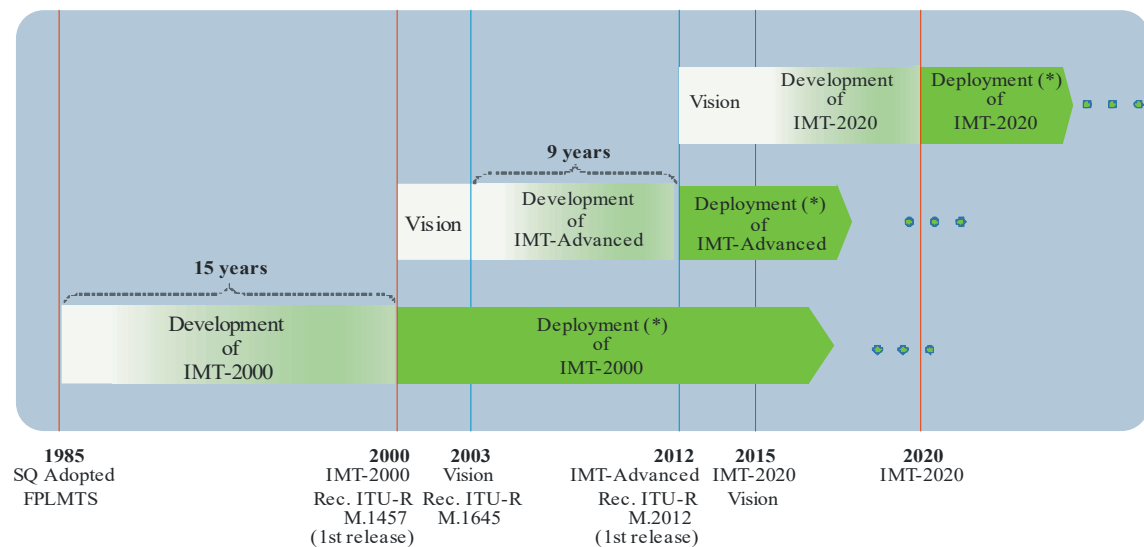 Vision
Development
of
IMT-2020
Deployment (*)
of
IMT-2020
9 years
Vision
Development
of
IMT-Advanced
Deployment (*)
of
IMT-Advanced
15 years
Development
of
IMT-2000
Deployment (*)
of
IMT-2000
1985
SQ Adopted
FPLMTS
2000
IMT-2000
Rec. ITU-R
M.1457
(1st release)
2003
Vision
Rec. ITU-R
M.1645
2012
IMT-Advanced
Rec. ITU-R
M.2012
(1st release)
2015
IMT-2020
Vision
2020
IMT-2020